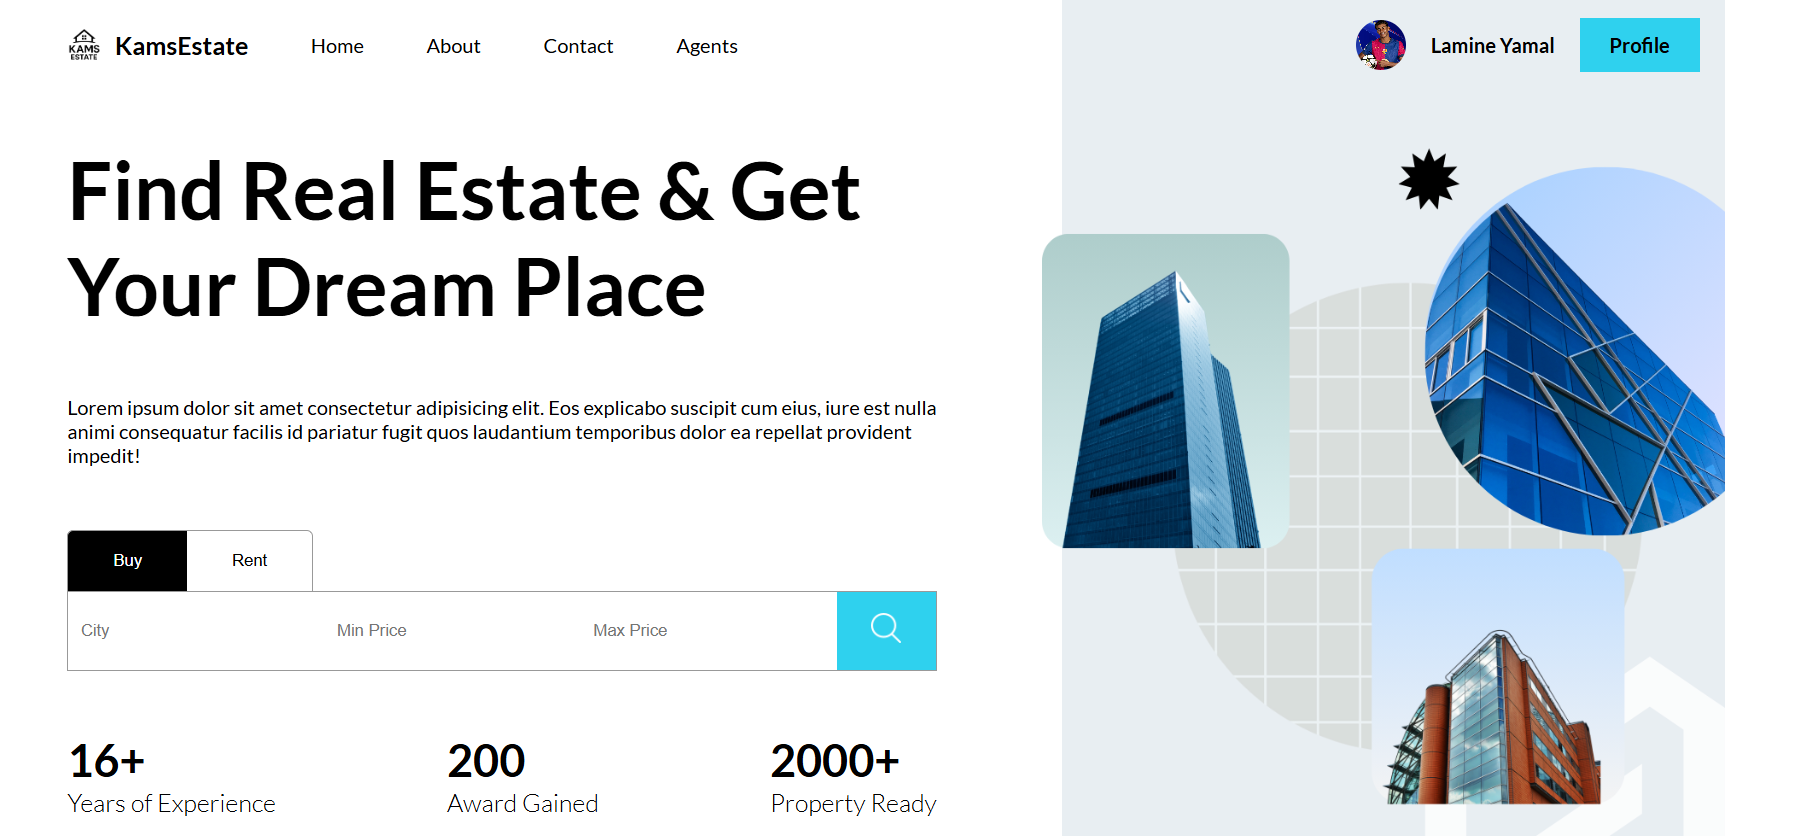 KAMS
ESTATE
KamsEstate
Home
About
Contact
Agents
Lamine Yamal
Profile
Find Real Estate & Get
Your Dream Place
Lorem ipsum dolor sit amet consectetur adipisicing elit. Eos explicabo suscipit cum eius, iure est nulla
animi consequatur facilis id pariatur fugit quos laudantium temporibus dolor ea repellat provident
impedit!
Buy
Rent
City
Min Price
Max Price
16+
Years of Experience
200
Award Gained
2000+
Property Ready